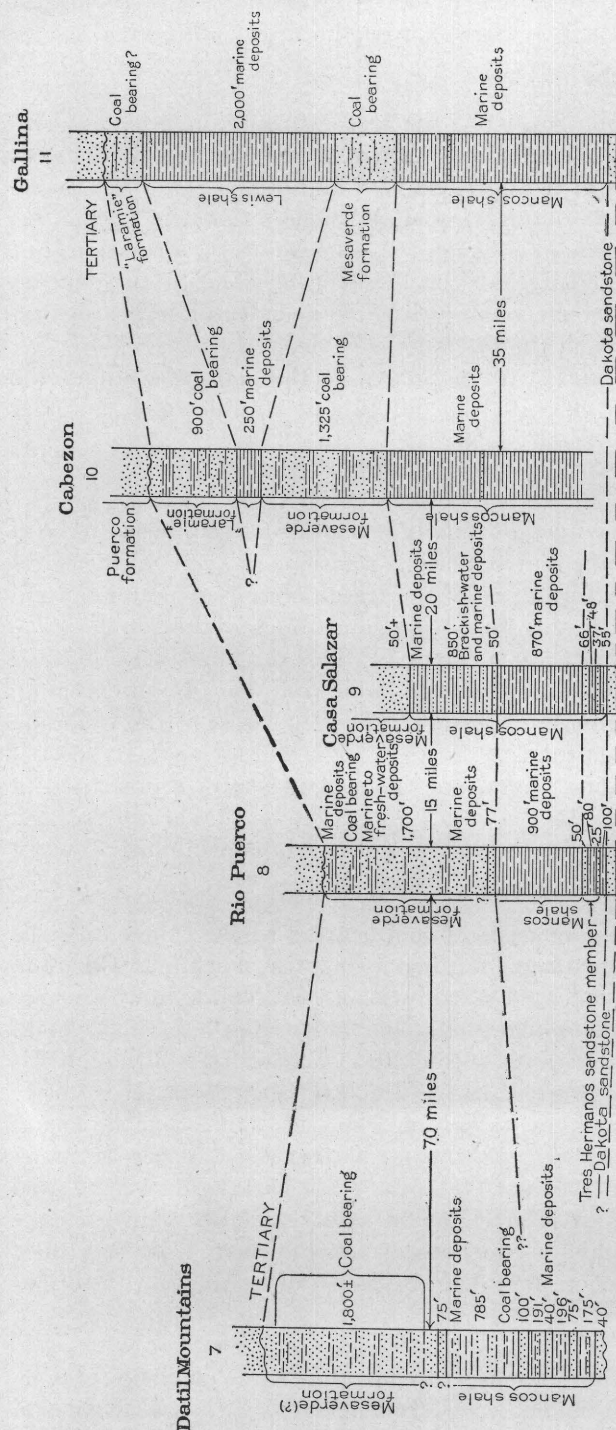 Datil Mountains
7
TERTIARY
1,800'±
Coal bearing
75'
Marine deposits
785'
Coal bearing
100'
191'
40'
196'
75'
175'
40'
Marine deposits
Mesaverde(?)
formation
?
?
Mancos shale
??
70 miles
Rio Puerco
8
Marine deposits
Coal bearing
Marine to
fresh-water
deposits
1,700'
Marine
deposits
77'
900' marine
deposits
50'
80'
25'
100'
Mesaverde
formation
?
Mancos
shale
Tres Hermanos sandstone member
? Dakota sandstone
15 miles
Casa Salazar
9
50'+
Marine deposits
850'
Brackish-water
and marine deposits
50'
870' marine
deposits
66'
48'
37'
55'
Mesaverde
formation
Mancos shale
20 miles
Cabezon
10
900' coal
bearing
250' marine
deposits
1,325' coal
bearing
Marine
deposits
Puerco
formation
"Laramie"
formation
?
Mesaverde
formation
Mancos shale
35 miles
Gallina
11
Coal
bearing?
2,000' marine
deposits
Coal
bearing
Marine
deposits
TERTIARY
"Laramie"
formation
Lewis shale
Mesaverde
formation
Mancos shale
Dakota sandstone